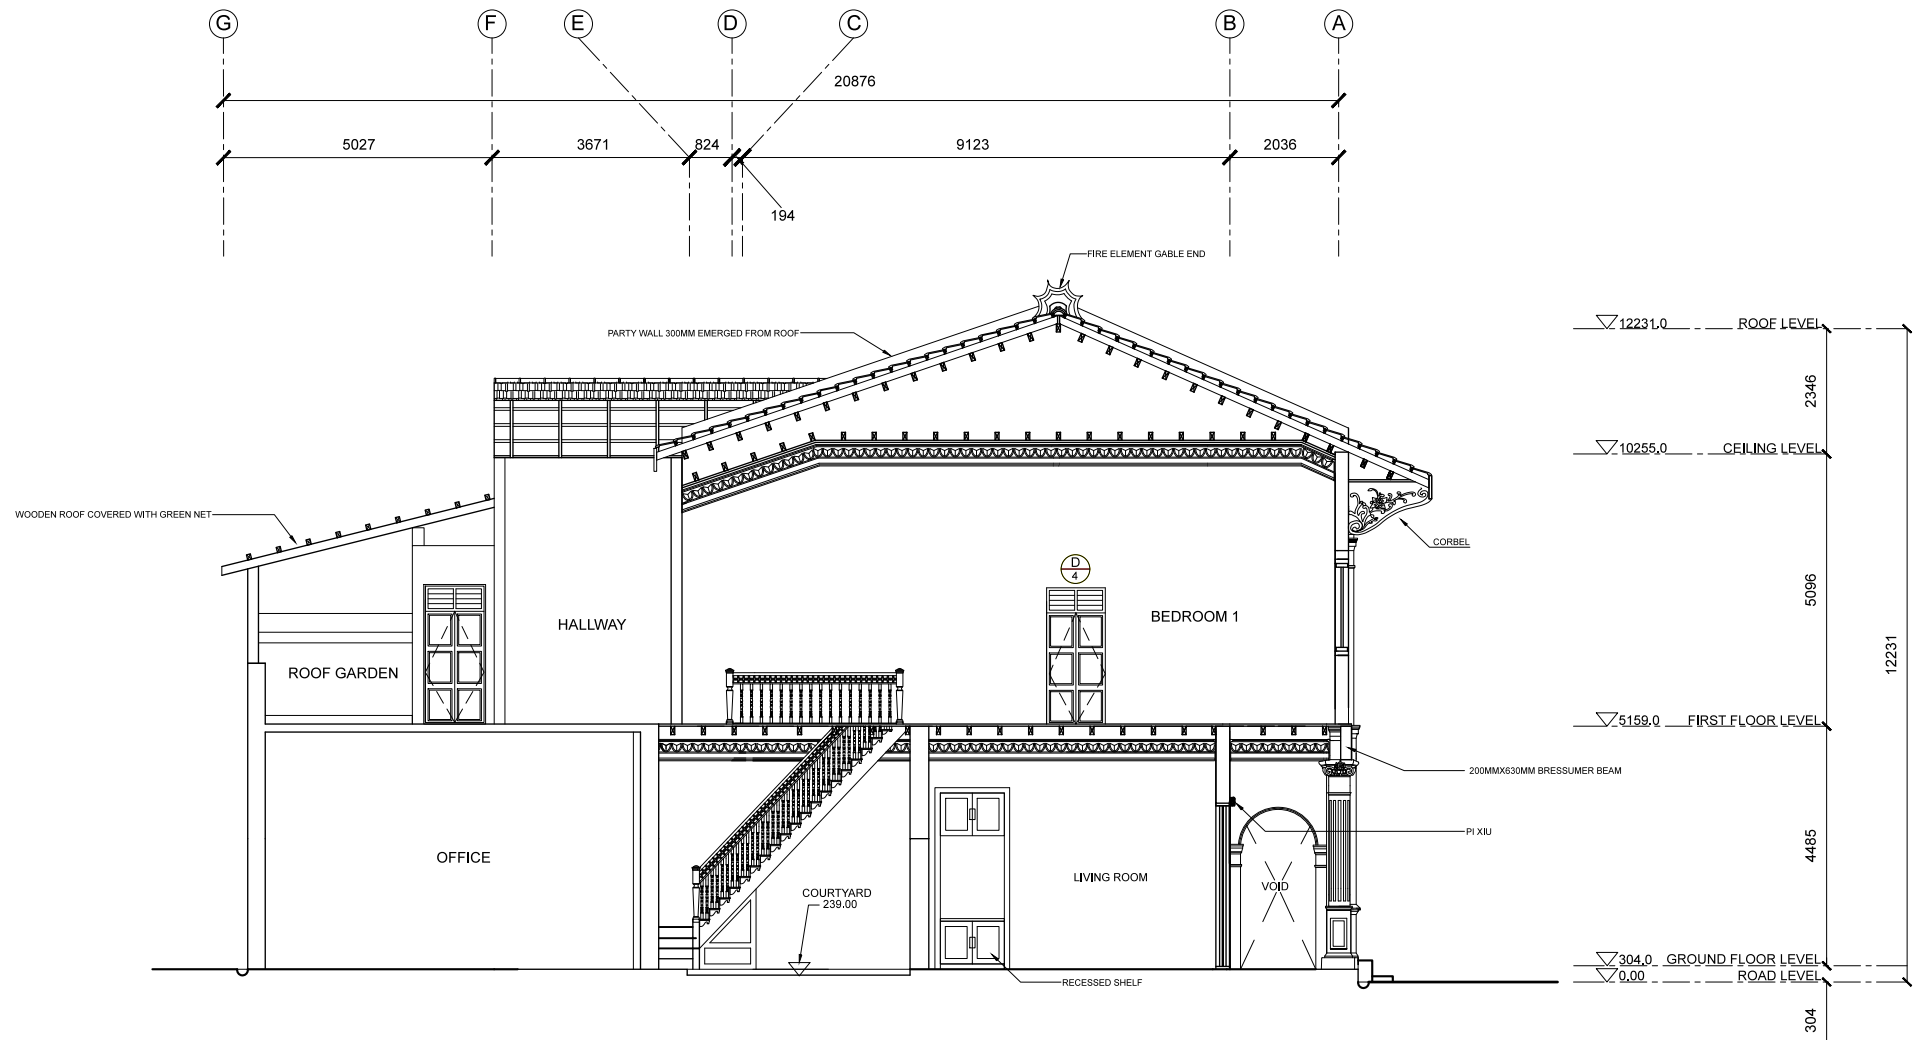 G F E D C B A
20876
5027 3671 824 9123 2036
194
FIRE ELEMENT GABLE END
PARTY WALL 300MM EMERGED FROM ROOF
12231.0 ROOF LEVEL
2346
10255.0 CEILING LEVEL
WOODEN ROOF COVERED WITH GREEN NET
CORBEL
D
4
5096
HALLWAY
BEDROOM 1
12231
ROOF GARDEN
5159.0 FIRST FLOOR LEVEL
200MMX630MM BRESSUMER BEAM
PI XIU
4485
OFFICE
LIVING ROOM
VOID
COURTYARD
239.00
304.0 GROUND FLOOR LEVEL
0.00 ROAD LEVEL
RECESSED SHELF
304